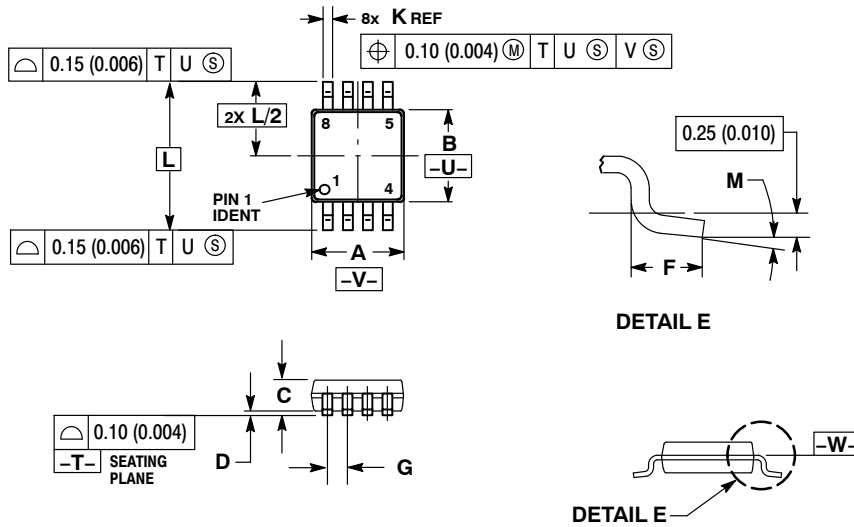 8x K REF
⌓ 0.15 (0.006) T U Ⓢ
⌖ 0.10 (0.004) Ⓜ T U Ⓢ V Ⓢ
2X L/2
8 5
B
–U–
L
PIN 1
IDENT
1
4
⌓ 0.15 (0.006) T U Ⓢ
A
–V–
0.25 (0.010)
M
F
DETAIL E
C
⌓ 0.10 (0.004)
–T– SEATING
PLANE
D
G
–W–
DETAIL E